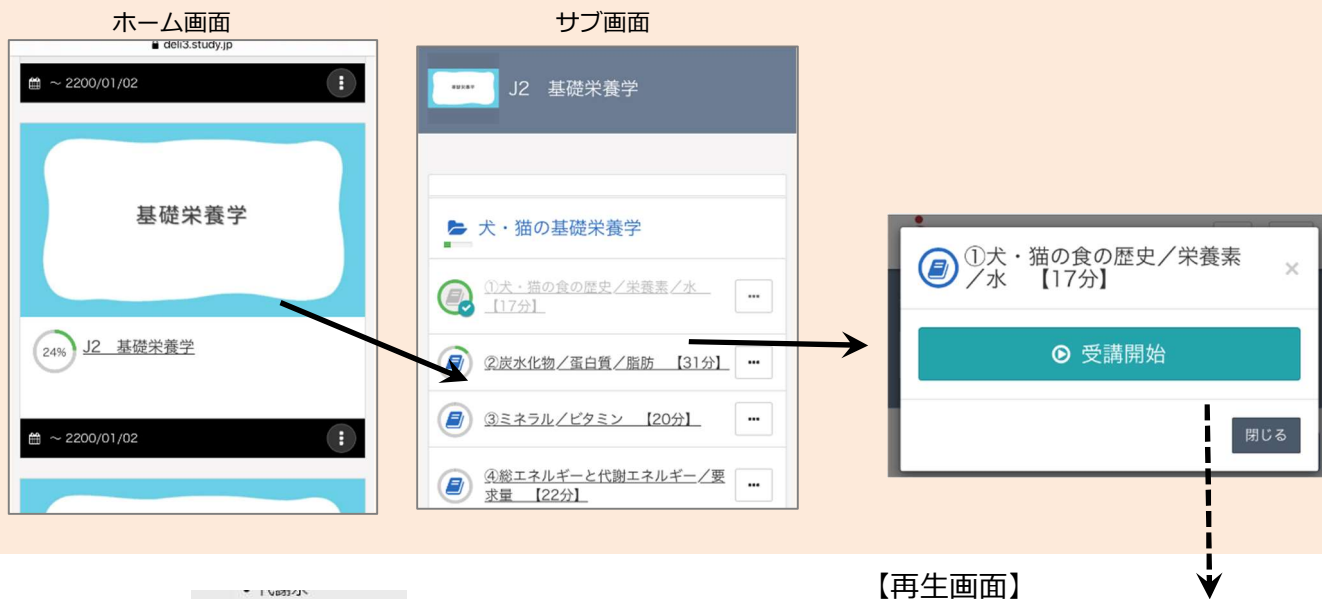 ホーム画面
サブ画面
deli3.study.jp
～ 2200/01/02
基礎栄養学
24%
J2　基礎栄養学
～ 2200/01/02
J2　基礎栄養学
犬・猫の基礎栄養学
①犬・猫の食の歴史／栄養素／水
【17分】
②炭水化物／蛋白質／脂肪　【31分】
③ミネラル／ビタミン　【20分】
④総エネルギーと代謝エネルギー／要
求量　【22分】
①犬・猫の食の歴史／栄養素
／水　【17分】
×
受講開始
閉じる
【再生画面】